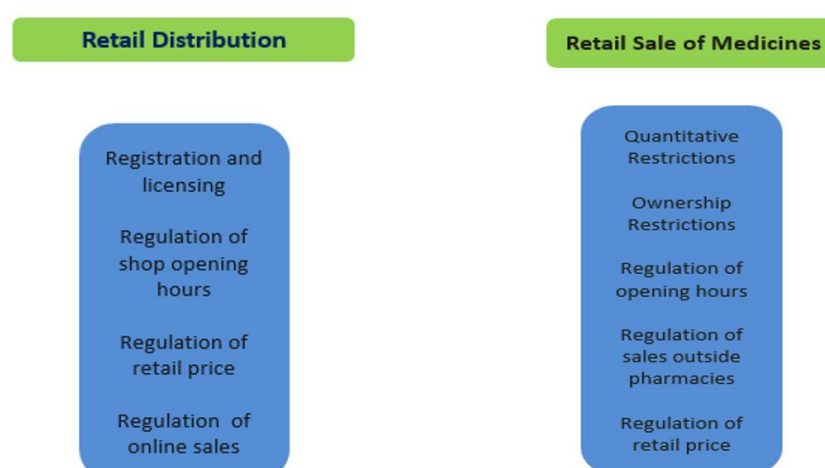 Retail Distribution
Registration and
licensing
Regulation of
shop opening
hours
Regulation of
retail price
Regulation of
online sales
Retail Sale of Medicines
Quantitative
Restrictions
Ownership
Restrictions
Regulation of
opening hours
Regulation of
sales outside
pharmacies
Regulation of
retail price